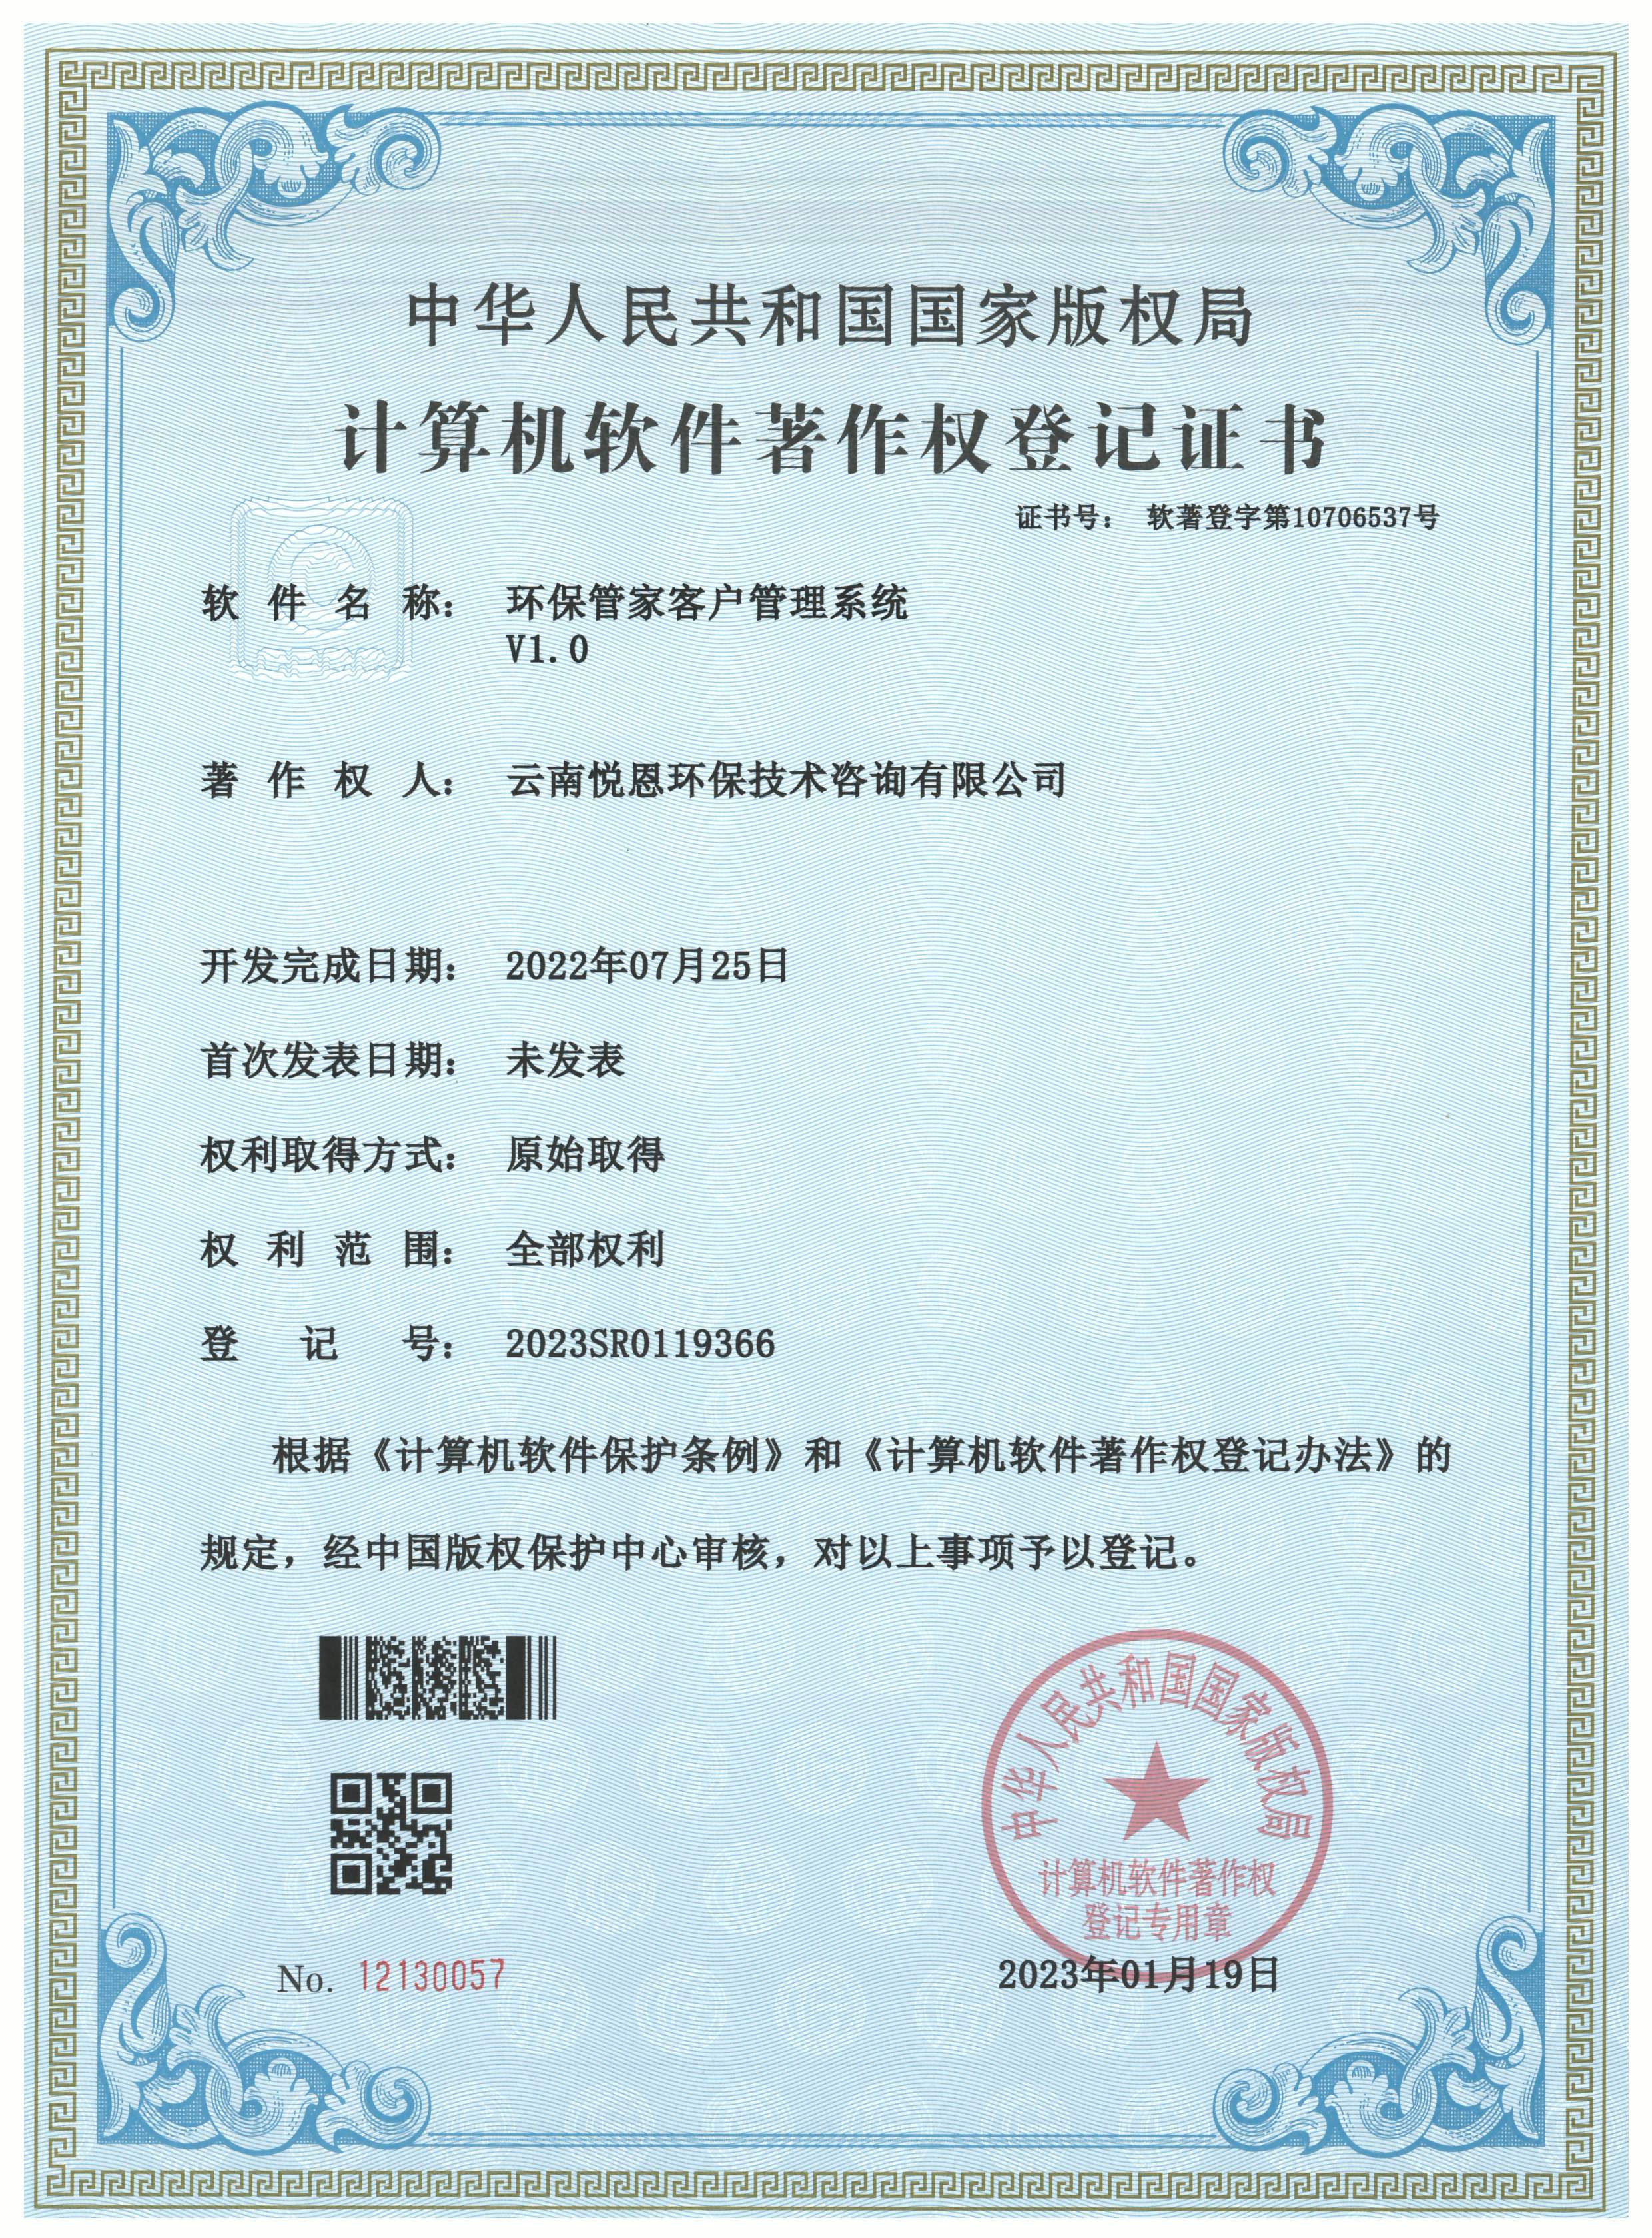 中华人民共和国国家版权局
计算机软件著作权登记证书
证书号： 软著登字第10706537号
软件名称： 环保管家客户管理系统
V1.0
著作权人： 云南悦恩环保技术咨询有限公司
开发完成日期： 2022年07月25日
首次发表日期： 未发表
权利取得方式： 原始取得
权利范围： 全部权利
登记号： 2023SR0119366
根据《计算机软件保护条例》和《计算机软件著作权登记办法》的
规定，经中国版权保护中心审核，对以上事项予以登记。
中华人民共和国国家版权局
计算机软件著作权
登记专用章
No. 12130057
2023年01月19日